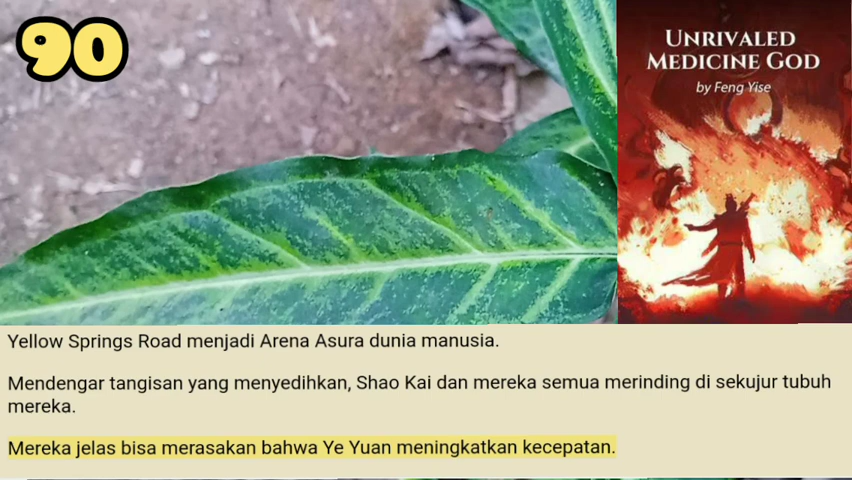 90
UNRIVALED
MEDICINE GOD
by Feng Yise
Yellow Springs Road menjadi Arena Asura dunia manusia.
Mendengar tangisan yang menyedihkan, Shao Kai dan mereka semua merinding di sekujur tubuh
mereka.
Mereka jelas bisa merasakan bahwa Ye Yuan meningkatkan kecepatan.